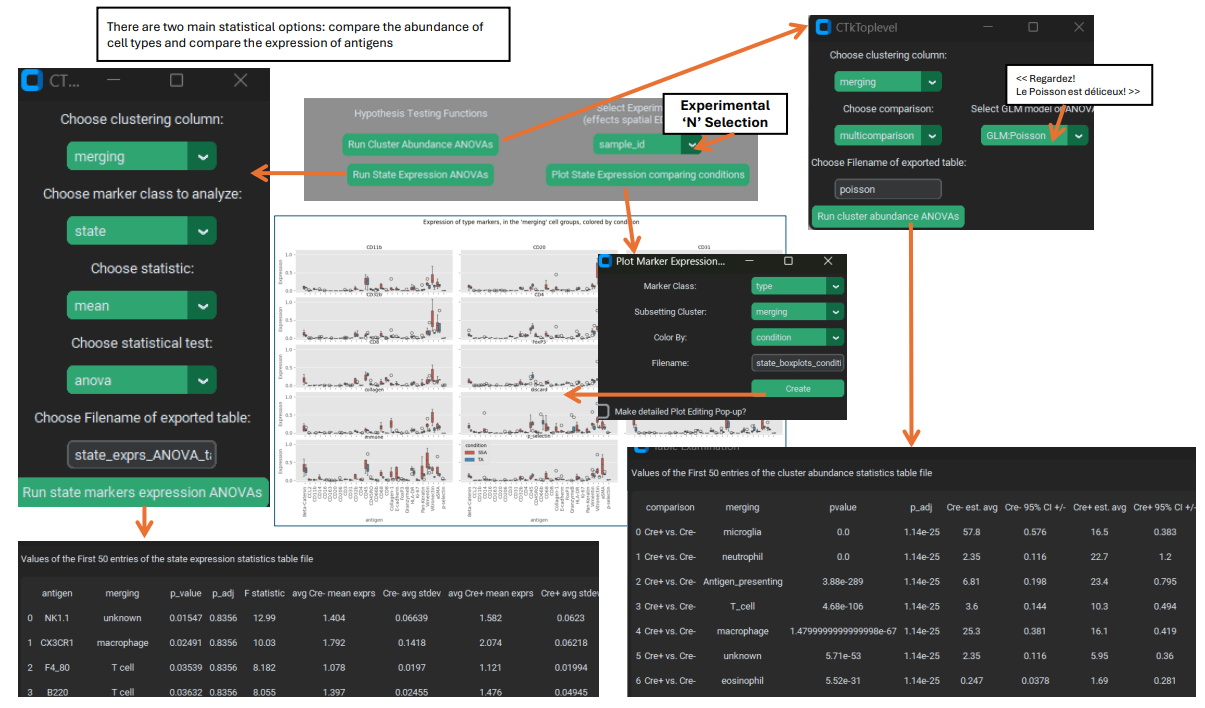 There are two main statistical options: compare the abundance of
cell types and compare the expression of antigens
CT...
Choose clustering column:
merging
Choose marker class to analyze:
state
Choose statistic:
mean
Choose statistical test:
anova
Choose Filename of exported table:
state_exprs_ANOVA_t
Run state markers expression ANOVAs
Hypothesis Testing Functions
Run Cluster Abundance ANOVAs
Run State Expression ANOVAs
Select Experim
(effects spatial E
sample_id
Plot State Expression comparing conditions
Experimental
‘N’ Selection
CTkToplevel
Choose clustering column:
merging
Choose comparison:
multicomparison
Select GLM model or ANOVA
GLM:Poisson
Choose Filename of exported table:
poisson
Run cluster abundance ANOVAs
<< Regardez!
Le Poisson est déliceux! >>
Expression of type markers, in the 'merging' cell groups, colored by condition
CD11b
CD20
CD31
CD4
CD8
FoxP3
collagen
discard
immune
p_selectin
Expression
condition
SEA
TA
antigen
antigen
Plot Marker Expression...
Marker Class:
type
Subsetting Cluster:
merging
Color By:
condition
Filename:
state_boxplots_conditi
Create
Make detailed Plot Editing Pop-up?
Values of the First 50 entries of the state expression statistics table file
antigen merging p_value p_adj F statistic avg Cre- mean exprs Cre- avg stdev avg Cre+ mean exprs Cre+ avg stdev
0 NK1.1 unknown 0.01547 0.8356 12.99 1.404 0.06639 1.582 0.0623
1 CX3CR1 macrophage 0.02491 0.8356 10.03 1.792 0.1418 2.074 0.06218
2 F4_80 T cell 0.03539 0.8356 8.182 1.078 0.0197 1.121 0.01994
3 B220 T cell 0.03632 0.8356 8.055 1.397 0.02455 1.476 0.04945
Table Examination
Values of the First 50 entries of the cluster abundance statistics table file
comparison merging pvalue p_adj Cre- est. avg Cre- 95% CI +/- Cre+ est. avg Cre+ 95% CI +/-
0 Cre+ vs. Cre- microglia 0.0 1.14e-25 57.8 0.576 16.5 0.383
1 Cre+ vs. Cre- neutrophil 0.0 1.14e-25 2.35 0.116 22.7 1.2
2 Cre+ vs. Cre- Antigen_presenting 3.88e-289 1.14e-25 6.81 0.198 23.4 0.795
3 Cre+ vs. Cre- T_cell 4.68e-106 1.14e-25 3.6 0.144 10.3 0.494
4 Cre+ vs. Cre- macrophage 1.4799999999999998e-67 1.14e-25 25.3 0.381 16.1 0.419
5 Cre+ vs. Cre- unknown 5.71e-53 1.14e-25 2.35 0.116 5.95 0.36
6 Cre+ vs. Cre- eosinophil 5.52e-31 1.14e-25 0.247 0.0378 1.69 0.281